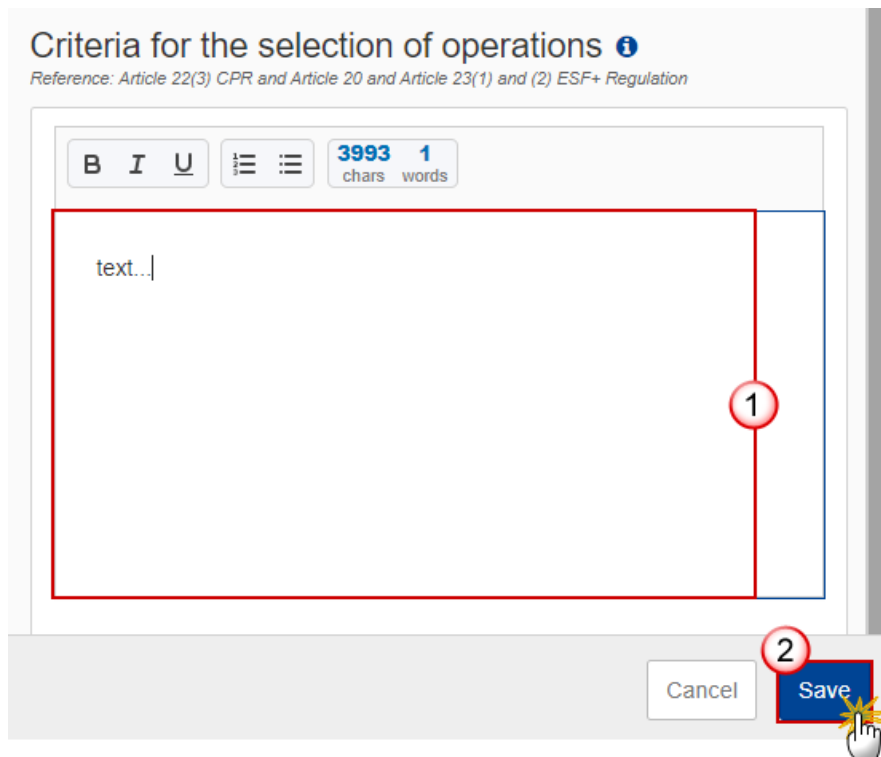 Criteria for the selection of operations
Reference: Article 22(3) CPR and Article 20 and Article 23(1) and (2) ESF+ Regulation
B I U 3993 1
chars words
text...
1
2
Cancel Save